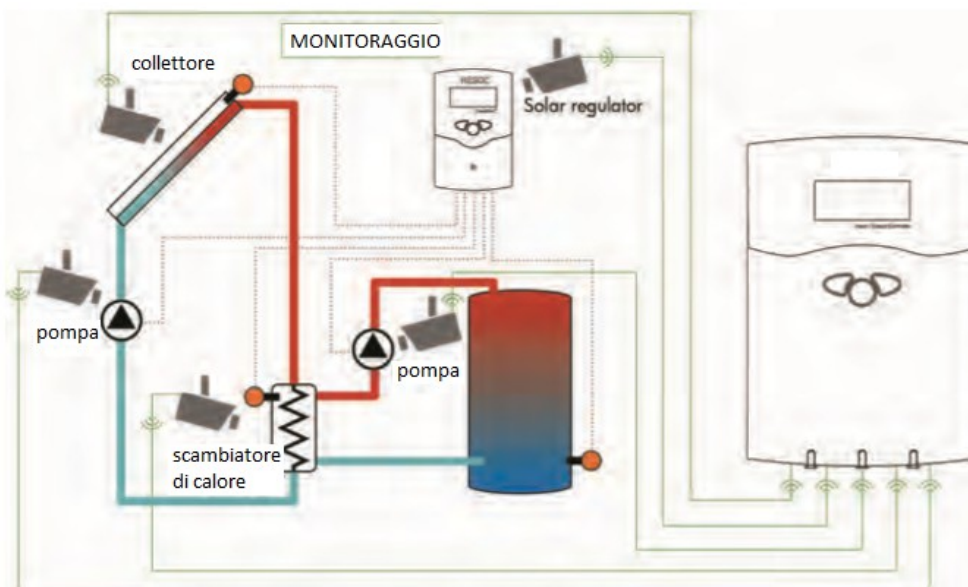 MONITORAGGIO
collettore
Solar regulator
pompa
pompa
scambiatore
di calore